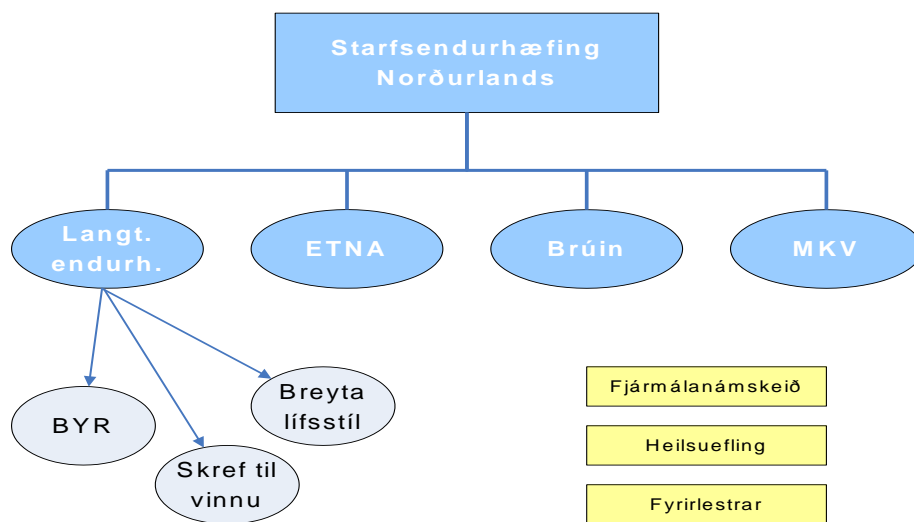 Starfsendurhæfing
Norðurlands
Langt.
endurh.
ETNA
Brúin
MKV
Breyta
lífsstíl
BYR
Skref til
vinnu
Fjármálanámskeið
Heilsuefling
Fyrirlestrar